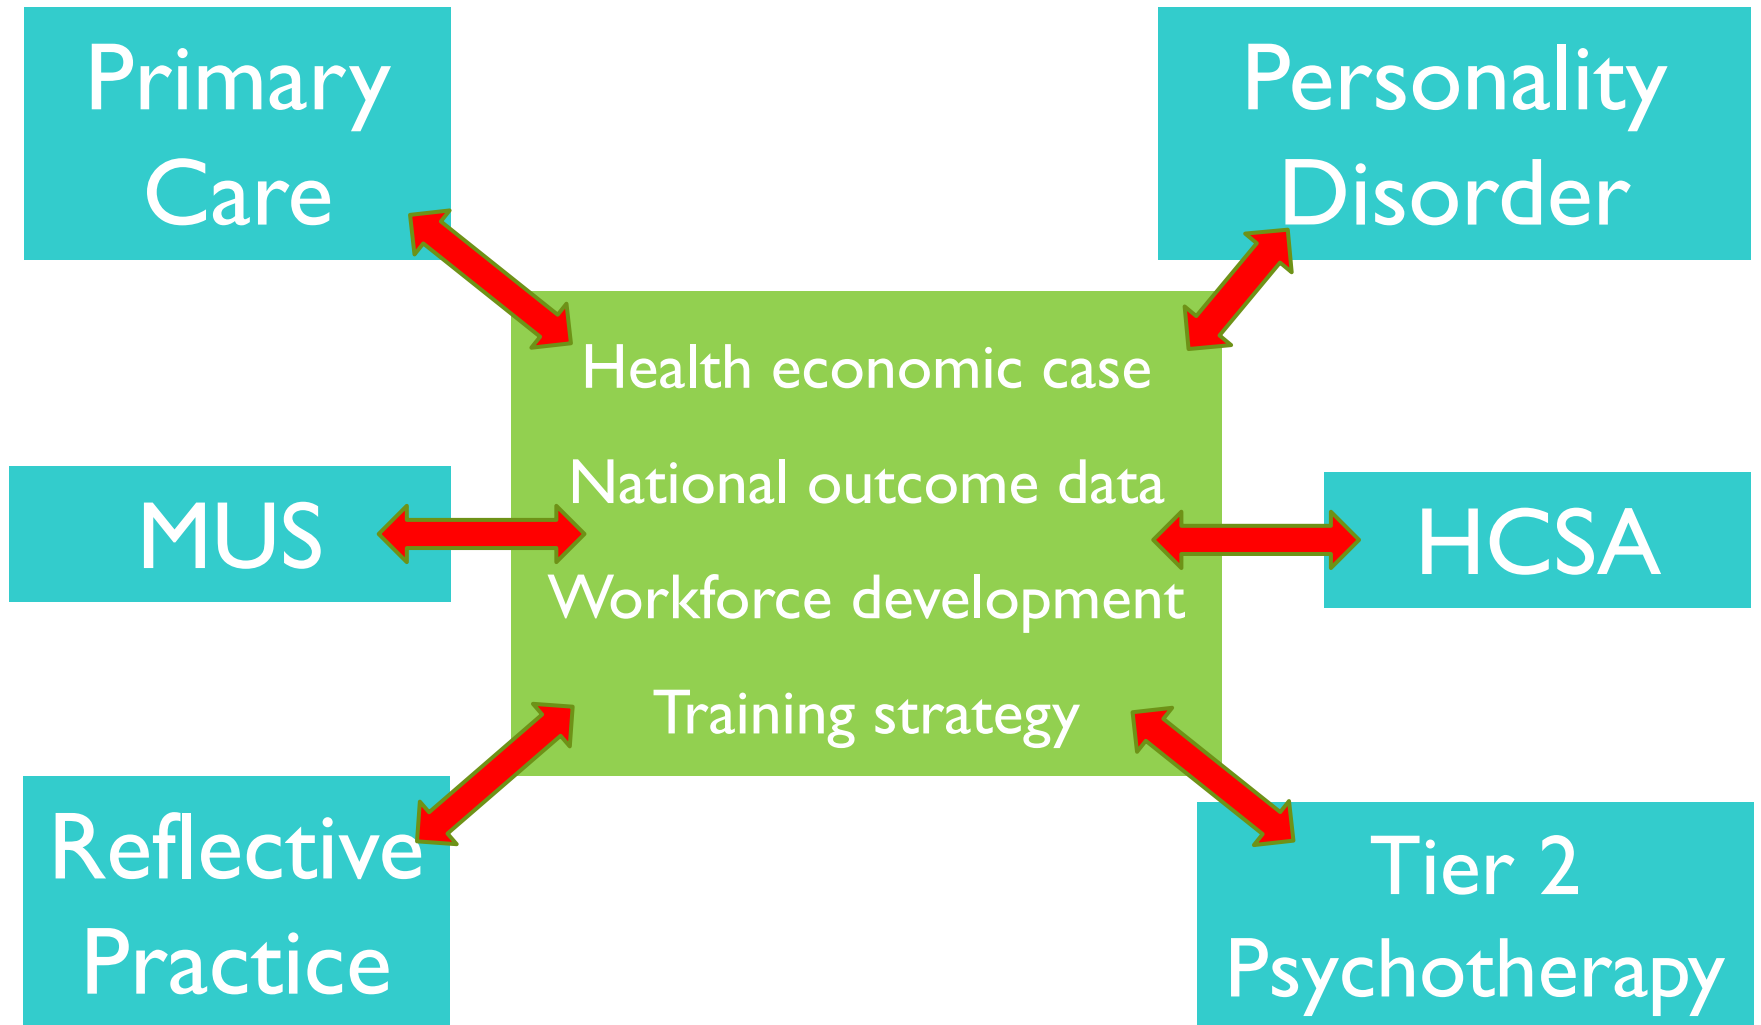 Primary
Care
Personality
Disorder
Health economic case
National outcome data
Workforce development
Training strategy
MUS
HCSA
Reflective
Practice
Tier 2
Psychotherapy